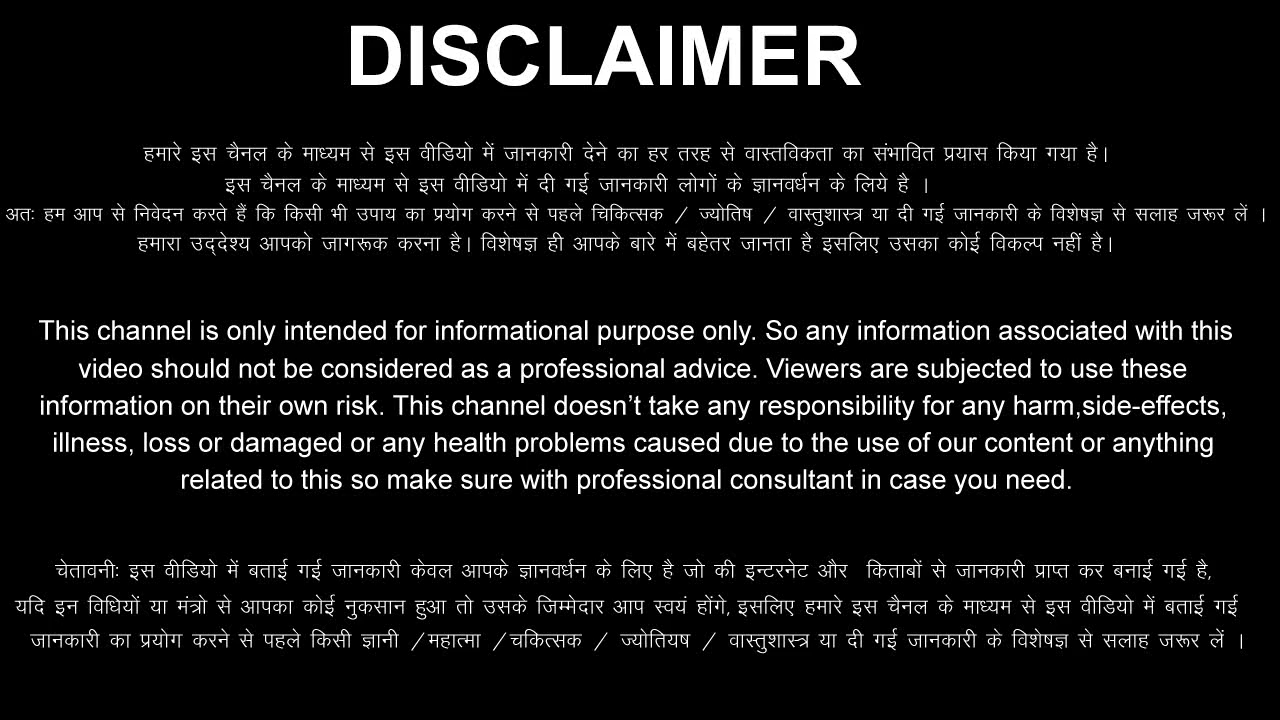 DISCLAIMER
हमारे इस चैनल के माध्यम से इस वीडियो में जानकारी देने का हर तरह से वास्तविकता का संभावित प्रयास किया गया है।
इस चैनल के माध्यम से इस वीडियो में दी गई जानकारी लोगों के ज्ञानवर्धन के लिये है ।
अतः हम आप से निवेदन करते हैं कि किसी भी उपाय का प्रयोग करने से पहले चिकित्सक / ज्योतिष / वास्तुशास्त्र या दी गई जानकारी के विशेषज्ञ से सलाह जरूर लें ।
हमारा उद्देश्य आपको जागरूक करना है। विशेषज्ञ ही आपके बारे में बहेतर जानता है इसलिए उसका कोई विकल्प नहीं है।
This channel is only intended for informational purpose only. So any information associated with this
video should not be considered as a professional advice. Viewers are subjected to use these
information on their own risk. This channel doesn’t take any responsibility for any harm,side-effects,
illness, loss or damaged or any health problems caused due to the use of our content or anything
related to this so make sure with professional consultant in case you need.
चेतावनीः इस वीडियो में बताई गई जानकारी केवल आपके ज्ञानवर्धन के लिए है जो की इन्टरनेट और किताबों से जानकारी प्राप्त कर बनाई गई है,
यदि इन विधियों या मंत्रो से आपका कोई नुकसान हुआ तो उसके जिम्मेदार आप स्वयं होंगे, इसलिए हमारे इस चैनल के माध्यम से इस वीडियो में बताई गई
जानकारी का प्रयोग करने से पहले किसी ज्ञानी /महात्मा /चकित्सक / ज्योतियष / वास्तुशास्त्र या दी गई जानकारी के विशेषज्ञ से सलाह जरूर लें ।